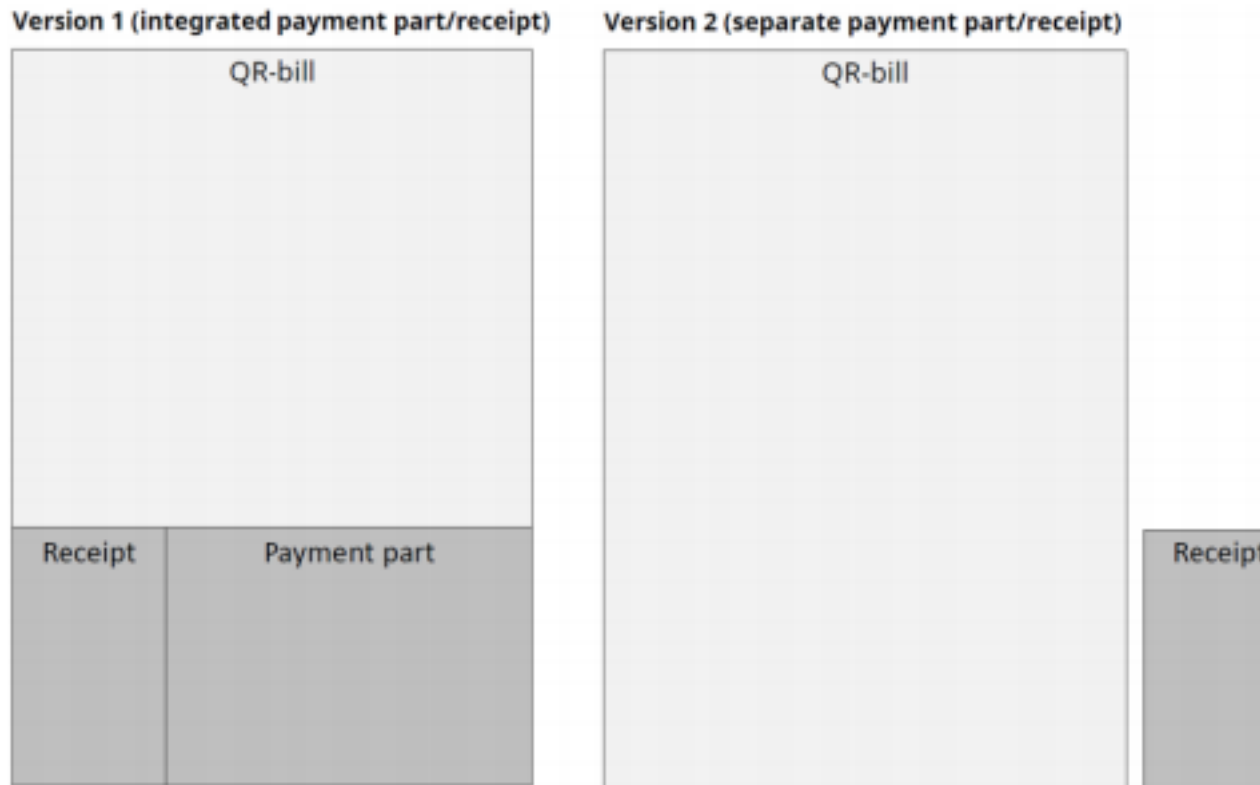 Version 1 (integrated payment part/receipt)
QR-bill
Receipt
Payment part
Version 2 (separate payment part/receipt)
QR-bill
Receipt